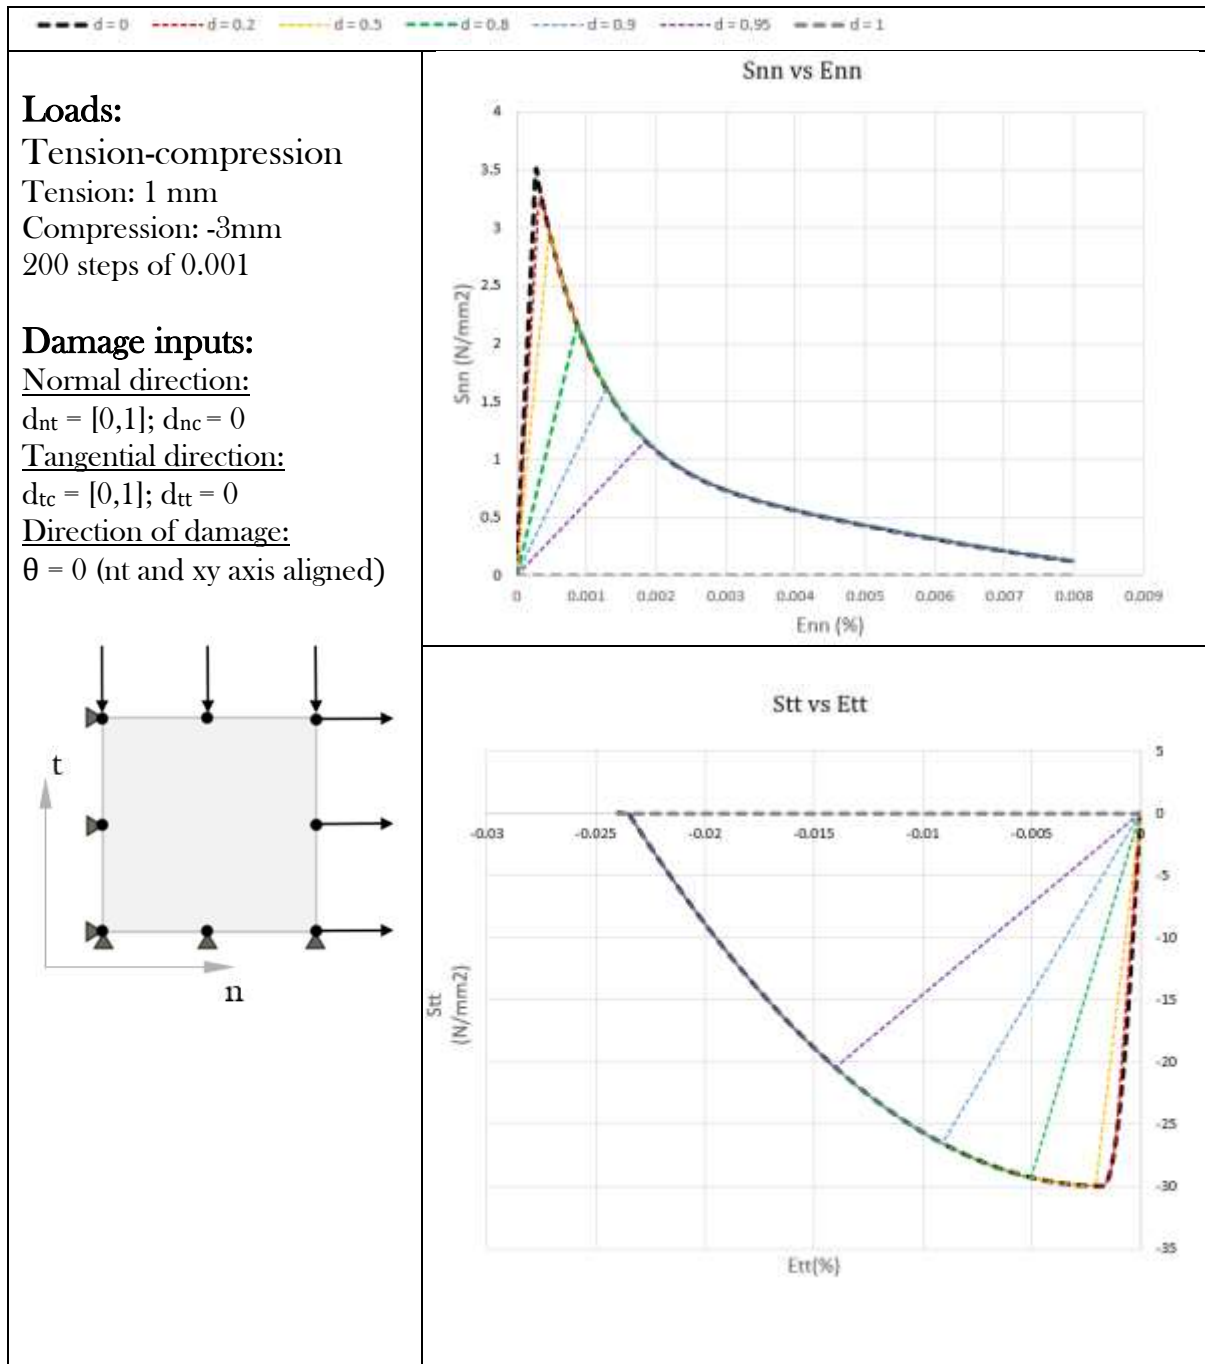 d = 0 d = 0.2 d = 0.5 d = 0.8 d = 0.9 d = 0.95 d = 1
Loads:
Tension-compression
Tension: 1 mm
Compression: -3mm
200 steps of 0.001
Damage inputs:
Normal direction:
dnt = [0,1]; dnc = 0
Tangential direction:
dtc = [0,1]; dtt = 0
Direction of damage:
θ = 0 (nt and xy axis aligned)
t
n
Snn vs Enn
4
3.5
3
2.5
2
1.5
1
0.5
0
Snn (N/mm2)
0 0.001 0.002 0.003 0.004 0.005 0.006 0.007 0.008 0.009
Enn (%)
Stt vs Ett
5
0
-0.03 -0.025 -0.02 -0.015 -0.01 -0.005 0
-5
-10
-15
-20
-25
-30
-35
Stt
(N/mm2)
Ett(%)